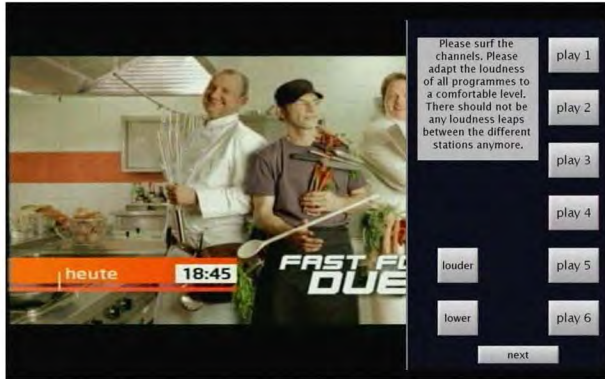 Please surf the
channels. Please
adapt the loudness
of all programmes to
a comfortable level.
There should not be
any loudness leaps
between the different
stations anymore.
play 1
play 2
play 3
play 4
louder
play 5
lower
play 6
next
heute
18:45
FAST FO
DUE